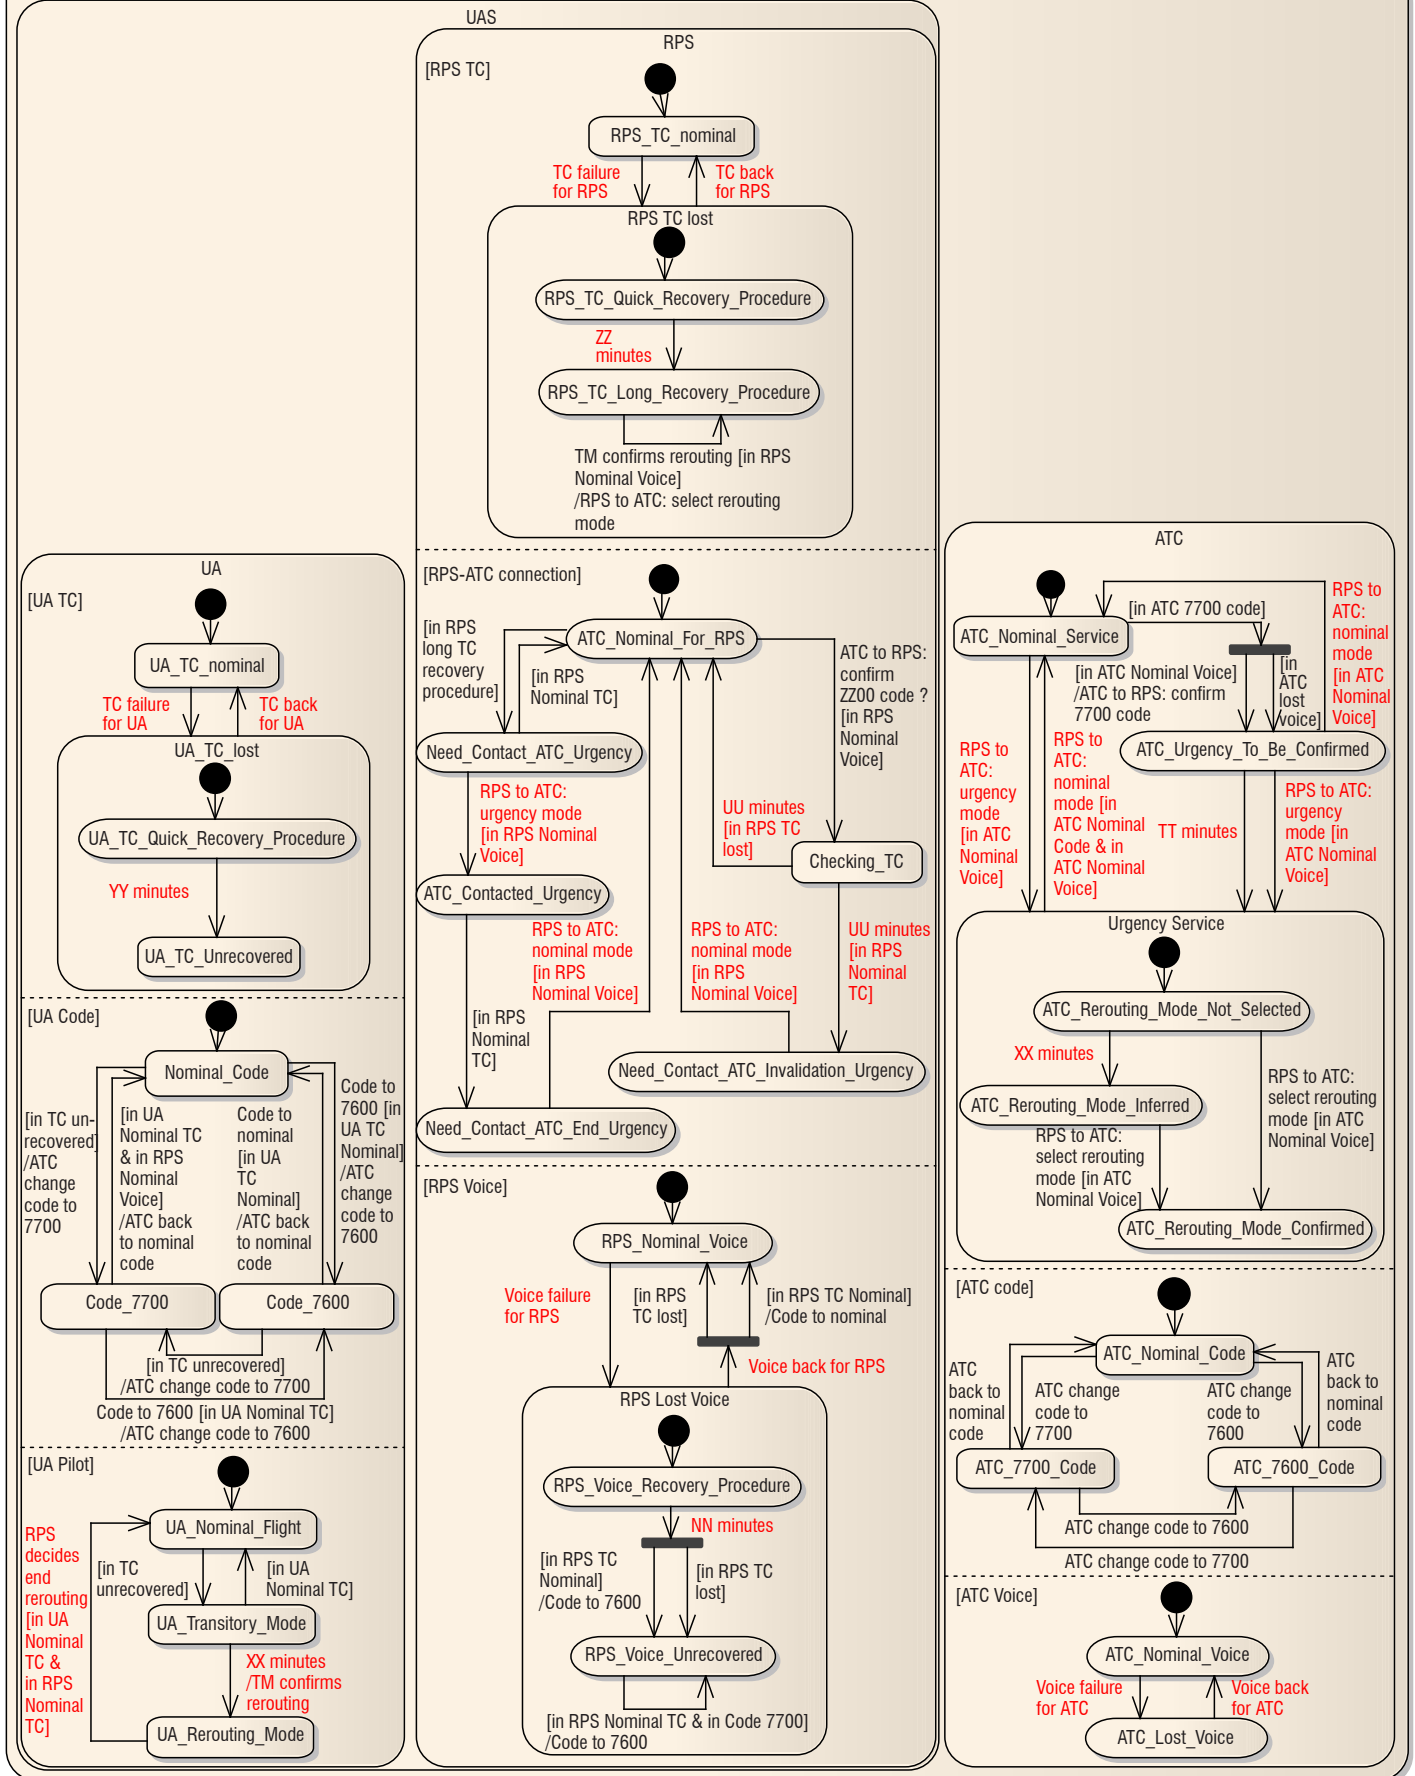 UAS
RPS
[RPS TC]
RPS_TC_nominal
TC failure
for RPS
TC back
for RPS
RPS TC lost
RPS_TC_Quick_Recovery_Procedure
ZZ
minutes
RPS_TC_Long_Recovery_Procedure
TM confirms rerouting [in RPS
Nominal Voice]
/RPS to ATC: select rerouting
mode
[RPS-ATC connection]
ATC_Nominal_For_RPS
[in RPS
long TC
recovery
procedure]
[in RPS
Nominal TC]
ATC to RPS:
confirm
ZZ00 code ?
[in RPS
Nominal
Voice]
Need_Contact_ATC_Urgency
RPS to ATC:
urgency mode
[in RPS Nominal
Voice]
UU minutes
[in RPS TC
lost]
Checking_TC
ATC_Contacted_Urgency
RPS to ATC:
nominal mode
[in RPS
Nominal Voice]
RPS to ATC:
nominal mode
[in RPS
Nominal Voice]
UU minutes
[in RPS
Nominal
TC]
[in RPS
Nominal
TC]
Need_Contact_ATC_Invalidation_Urgency
Need_Contact_ATC_End_Urgency
[RPS Voice]
RPS_Nominal_Voice
Voice failure
for RPS
[in RPS
TC lost]
[in RPS TC Nominal]
/Code to nominal
Voice back for RPS
RPS Lost Voice
RPS_Voice_Recovery_Procedure
NN minutes
[in RPS TC
Nominal]
/Code to 7600
[in RPS TC
lost]
RPS_Voice_Unrecovered
[in RPS Nominal TC & in Code 7700]
/Code to 7600
UA
[UA TC]
UA_TC_nominal
TC failure
for UA
TC back
for UA
UA_TC_lost
UA_TC_Quick_Recovery_Procedure
YY minutes
UA_TC_Unrecovered
[UA Code]
Nominal_Code
[in TC un-
recovered]
/ATC
change
code to
7700
[in UA
Nominal TC
& in RPS
Nominal
Voice]
/ATC back
to nominal
code
Code to
nominal
[in UA
TC
Nominal]
/ATC back
to nominal
code
Code to
7600 [in
UA TC
Nominal]
/ATC
change
code to
7600
Code_7700
Code_7600
[in TC unrecovered]
/ATC change code to 7700
Code to 7600 [in UA Nominal TC]
/ATC change code to 7600
[UA Pilot]
UA_Nominal_Flight
RPS
decides
end
rerouting
[in UA
Nominal
TC &
in RPS
Nominal
TC]
[in TC
unrecovered]
[in UA
Nominal TC]
UA_Transitory_Mode
XX minutes
/TM confirms
rerouting
UA_Rerouting_Mode
ATC
ATC_Nominal_Service
[in ATC 7700 code]
RPS to
ATC:
nominal
mode
[in ATC
Nominal
Voice]
[in ATC Nominal Voice]
/ATC to RPS: confirm
7700 code
[in
ATC
lost
voice]
ATC_Urgency_To_Be_Confirmed
RPS to
ATC:
urgency
mode
[in ATC
Nominal
Voice]
RPS to
ATC:
nominal
mode [in
ATC Nominal
Code & in
ATC Nominal
Voice]
TT minutes
RPS to ATC:
urgency
mode [in
ATC Nominal
Voice]
Urgency Service
ATC_Rerouting_Mode_Not_Selected
XX minutes
ATC_Rerouting_Mode_Inferred
RPS to ATC:
select rerouting
mode [in ATC
Nominal Voice]
RPS to ATC:
select rerouting
mode [in ATC
Nominal Voice]
ATC_Rerouting_Mode_Confirmed
[ATC code]
ATC_Nominal_Code
ATC
back to
nominal
code
ATC change
code to
7700
ATC change
code to
7600
ATC
back to
nominal
code
ATC_7700_Code
ATC_7600_Code
ATC change code to 7600
ATC change code to 7700
[ATC Voice]
ATC_Nominal_Voice
Voice failure
for ATC
Voice back
for ATC
ATC_Lost_Voice